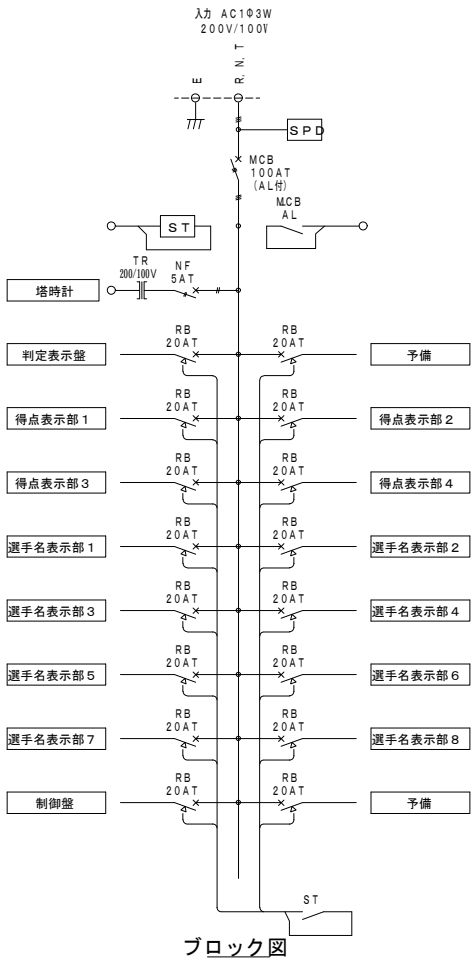 入力 AC1Φ3W
200V/100V
E
R.N.T
SPD
MCB
100AT
(AL付)
MCB
AL
ST
TR
200/100V
NF
5AT
塔時計
RB
20AT
RB
20AT
判定表示盤
予備
RB
20AT
RB
20AT
得点表示部1
得点表示部2
RB
20AT
RB
20AT
得点表示部3
得点表示部4
RB
20AT
RB
20AT
選手名表示部1
選手名表示部2
RB
20AT
RB
20AT
選手名表示部3
選手名表示部4
RB
20AT
RB
20AT
選手名表示部5
選手名表示部6
RB
20AT
RB
20AT
選手名表示部7
選手名表示部8
RB
20AT
RB
20AT
制御盤
予備
ST
ブロック図